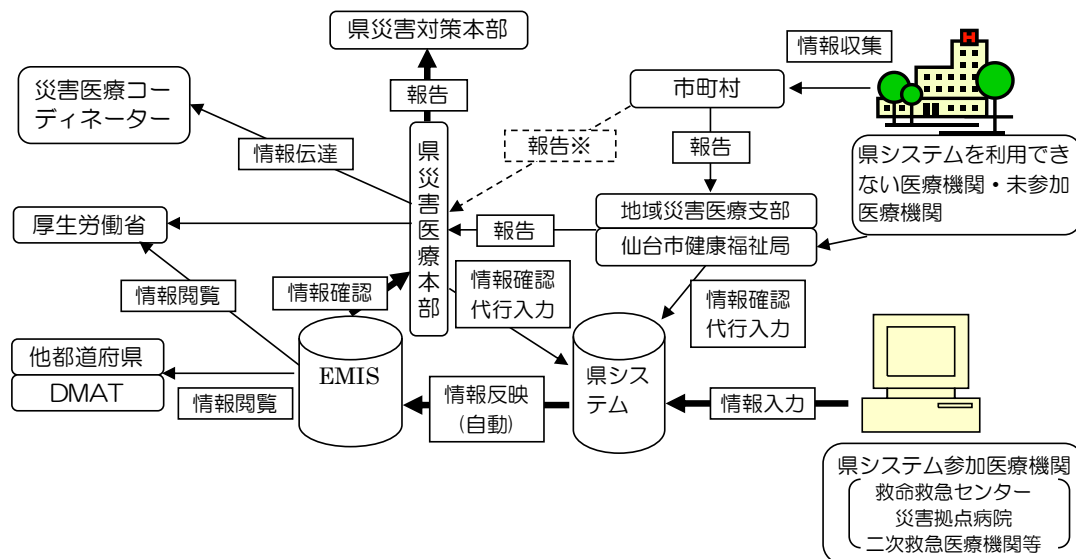 県災害対策本部
情報収集
H
災害医療コー
ディネーター
報告
市町村
情報伝達
報告※
報告
県システムを利用でき
ない医療機関・未参加
医療機関
県災害医療本部
地域災害医療支部
仙台市健康福祉局
厚生労働省
報告
情報閲覧
情報確認
情報確認
代行入力
情報確認
代行入力
他都道府県
DMAT
情報閲覧
EMIS
情報反映
(自動)
県シス
テム
情報入力
県システム参加医療機関
救命救急センター
災害拠点病院
二次救急医療機関等